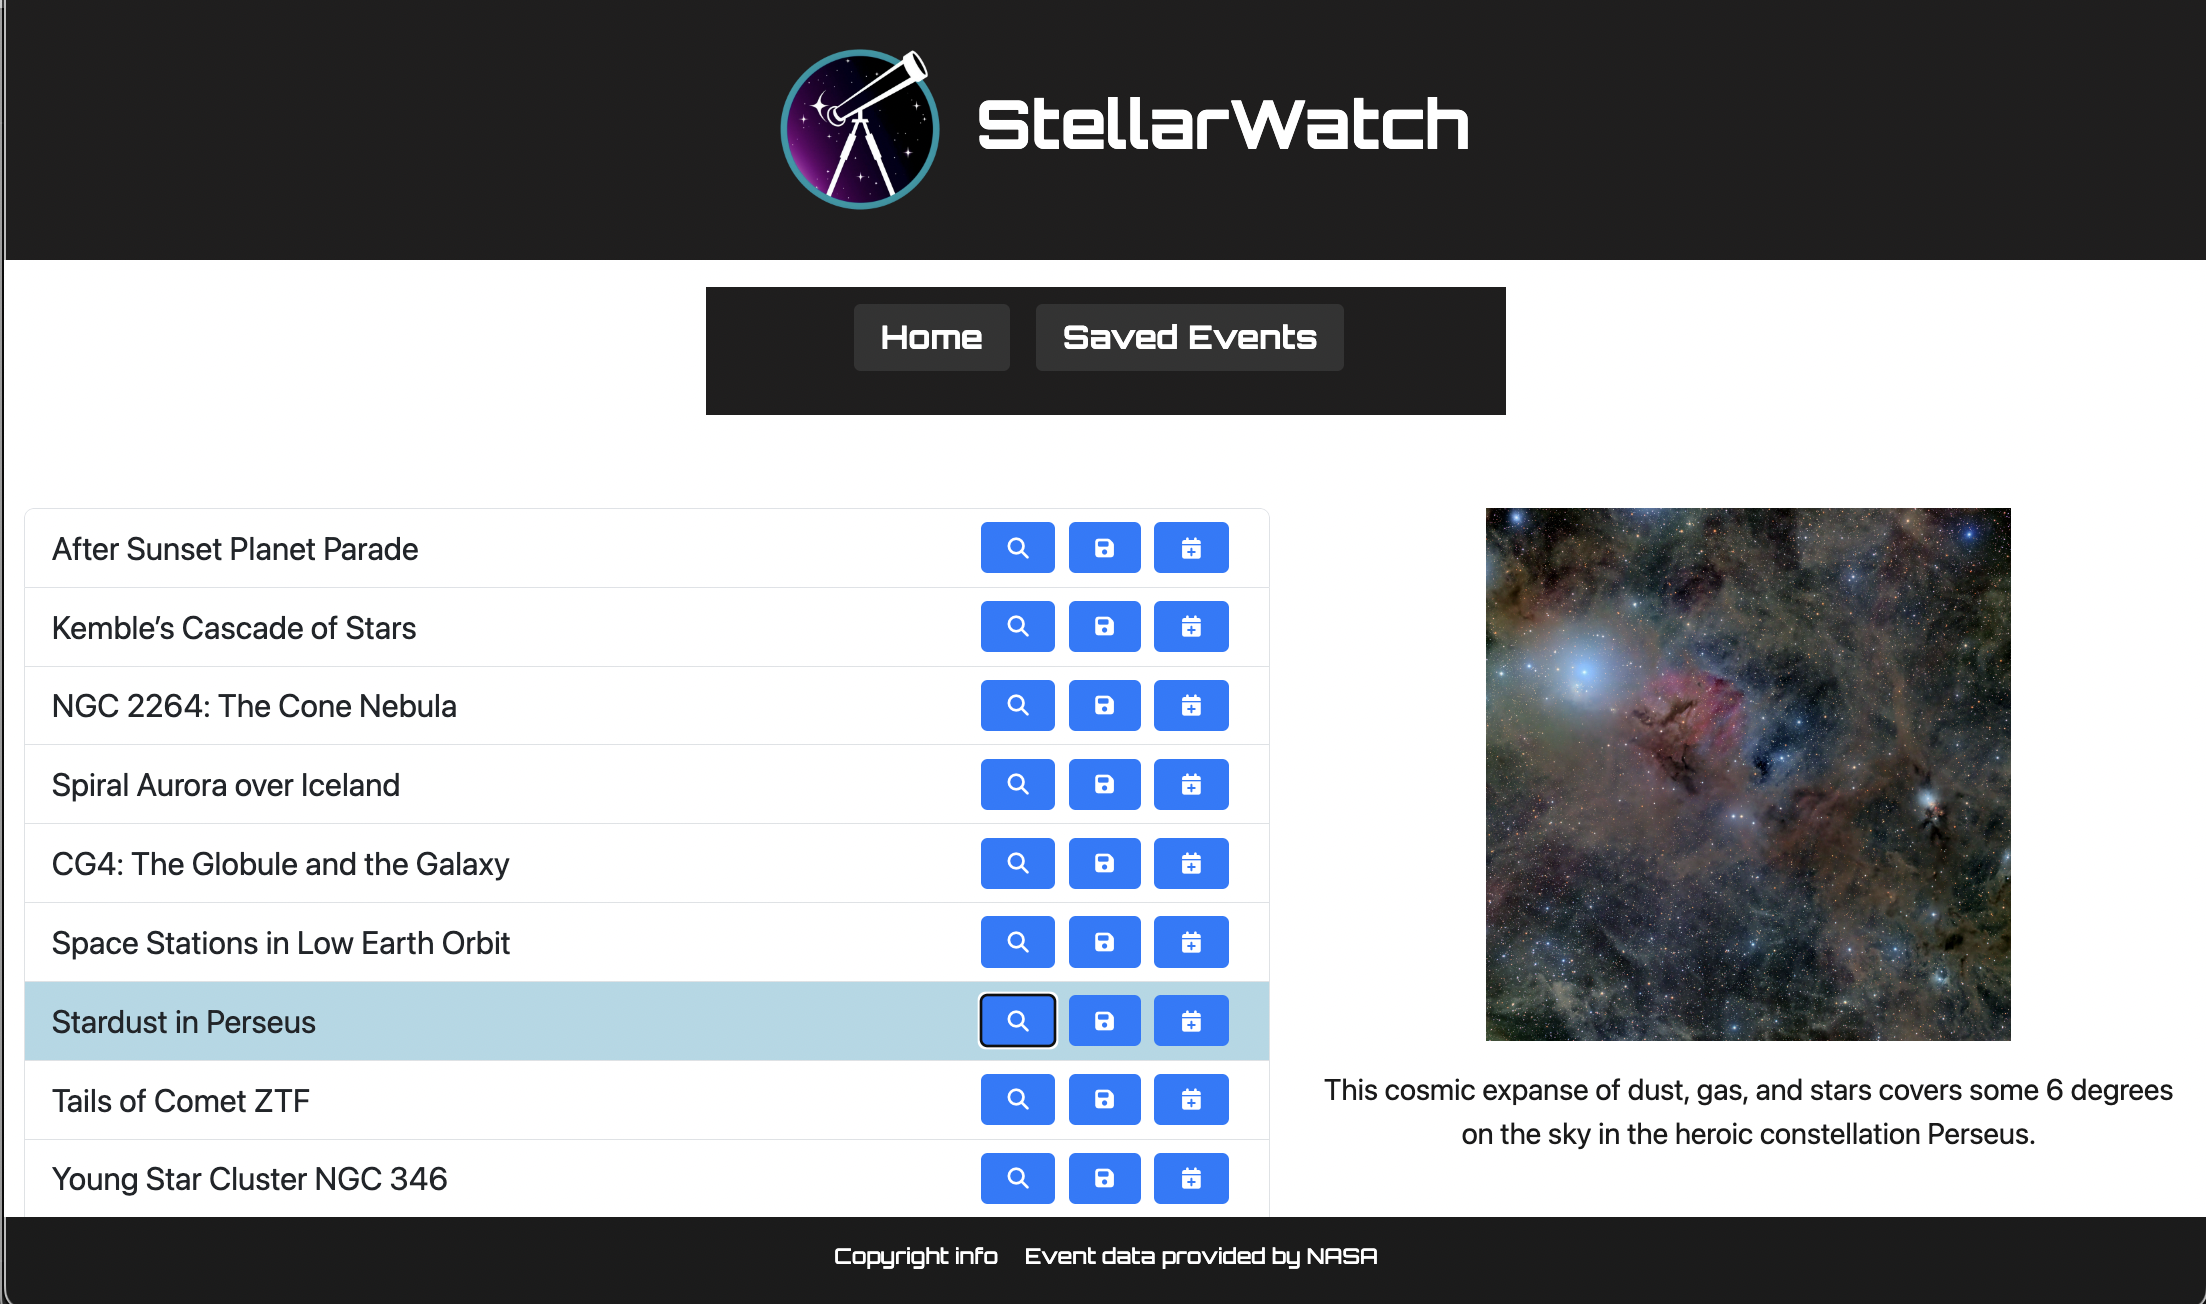 StellarWatch
Home
Saved Events
After Sunset Planet Parade
Kemble’s Cascade of Stars
NGC 2264: The Cone Nebula
Spiral Aurora over Iceland
CG4: The Globule and the Galaxy
Space Stations in Low Earth Orbit
Stardust in Perseus
Tails of Comet ZTF
Young Star Cluster NGC 346
This cosmic expanse of dust, gas, and stars covers some 6 degrees
on the sky in the heroic constellation Perseus.
Copyright info
Event data provided by NASA